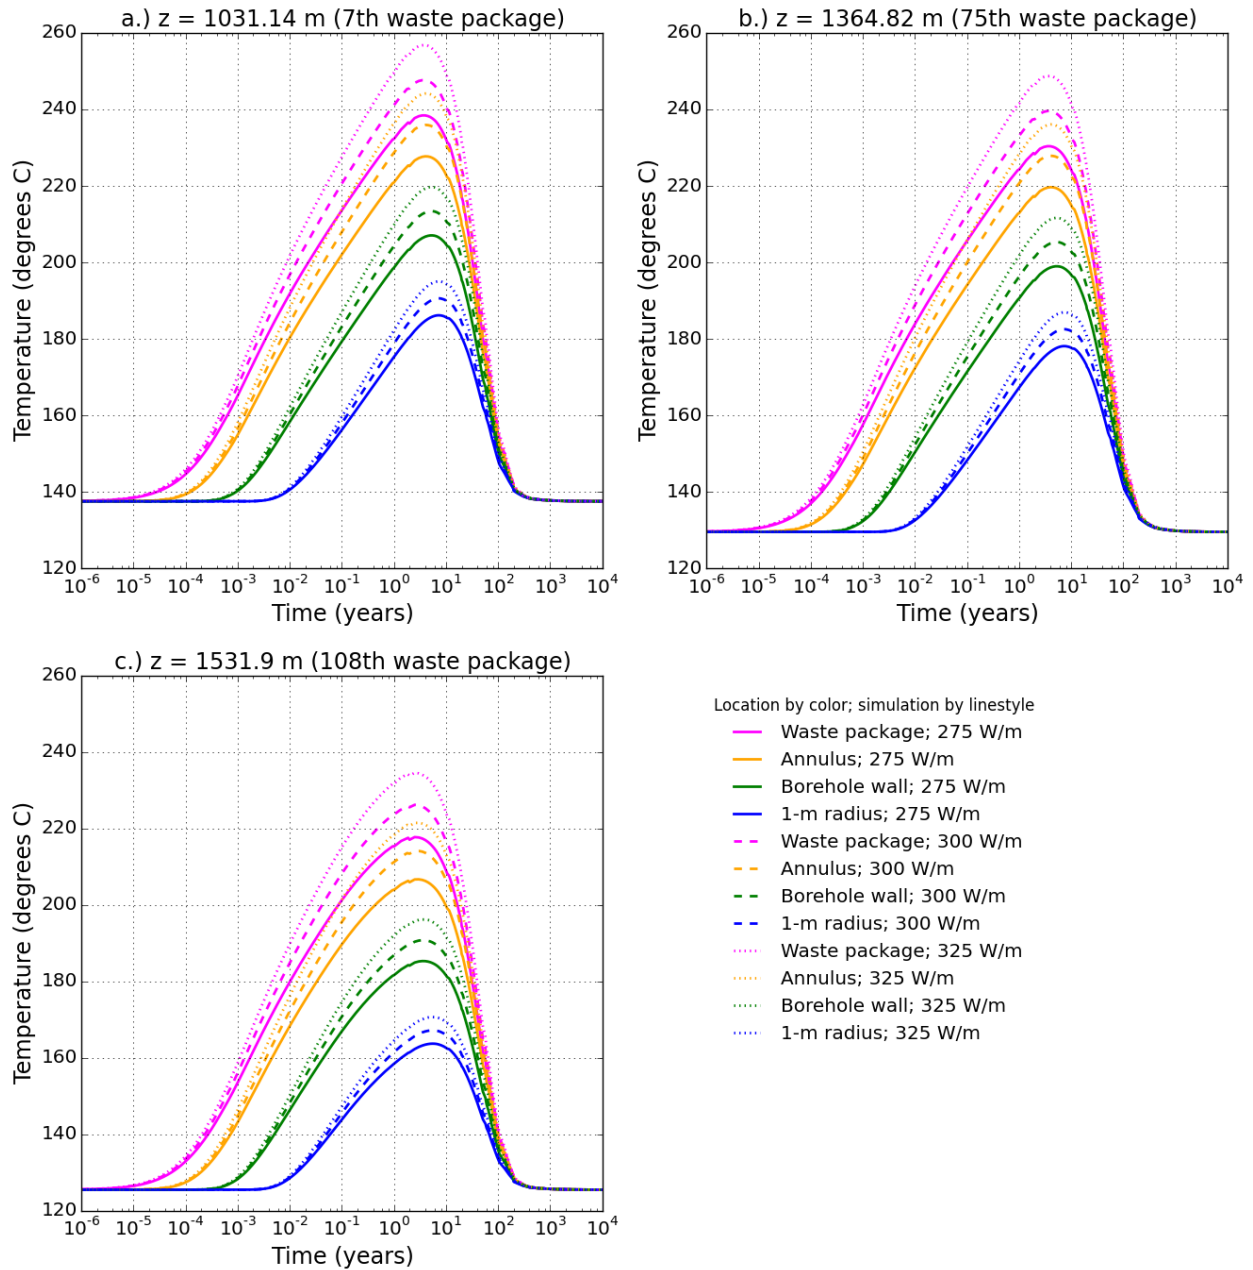 a.) z = 1031.14 m (7th waste package)
260
240
220
200
180
160
140
120
Temperature (degrees C)
10^-6 10^-5 10^-4 10^-3 10^-2 10^-1 10^0 10^1 10^2 10^3 10^4
Time (years)
b.) z = 1364.82 m (75th waste package)
260
240
220
200
180
160
140
120
Temperature (degrees C)
10^-6 10^-5 10^-4 10^-3 10^-2 10^-1 10^0 10^1 10^2 10^3 10^4
Time (years)
c.) z = 1531.9 m (108th waste package)
260
240
220
200
180
160
140
120
Temperature (degrees C)
10^-6 10^-5 10^-4 10^-3 10^-2 10^-1 10^0 10^1 10^2 10^3 10^4
Time (years)
Location by color; simulation by linestyle
Waste package; 275 W/m
Annulus; 275 W/m
Borehole wall; 275 W/m
1-m radius; 275 W/m
Waste package; 300 W/m
Annulus; 300 W/m
Borehole wall; 300 W/m
1-m radius; 300 W/m
Waste package; 325 W/m
Annulus; 325 W/m
Borehole wall; 325 W/m
1-m radius; 325 W/m